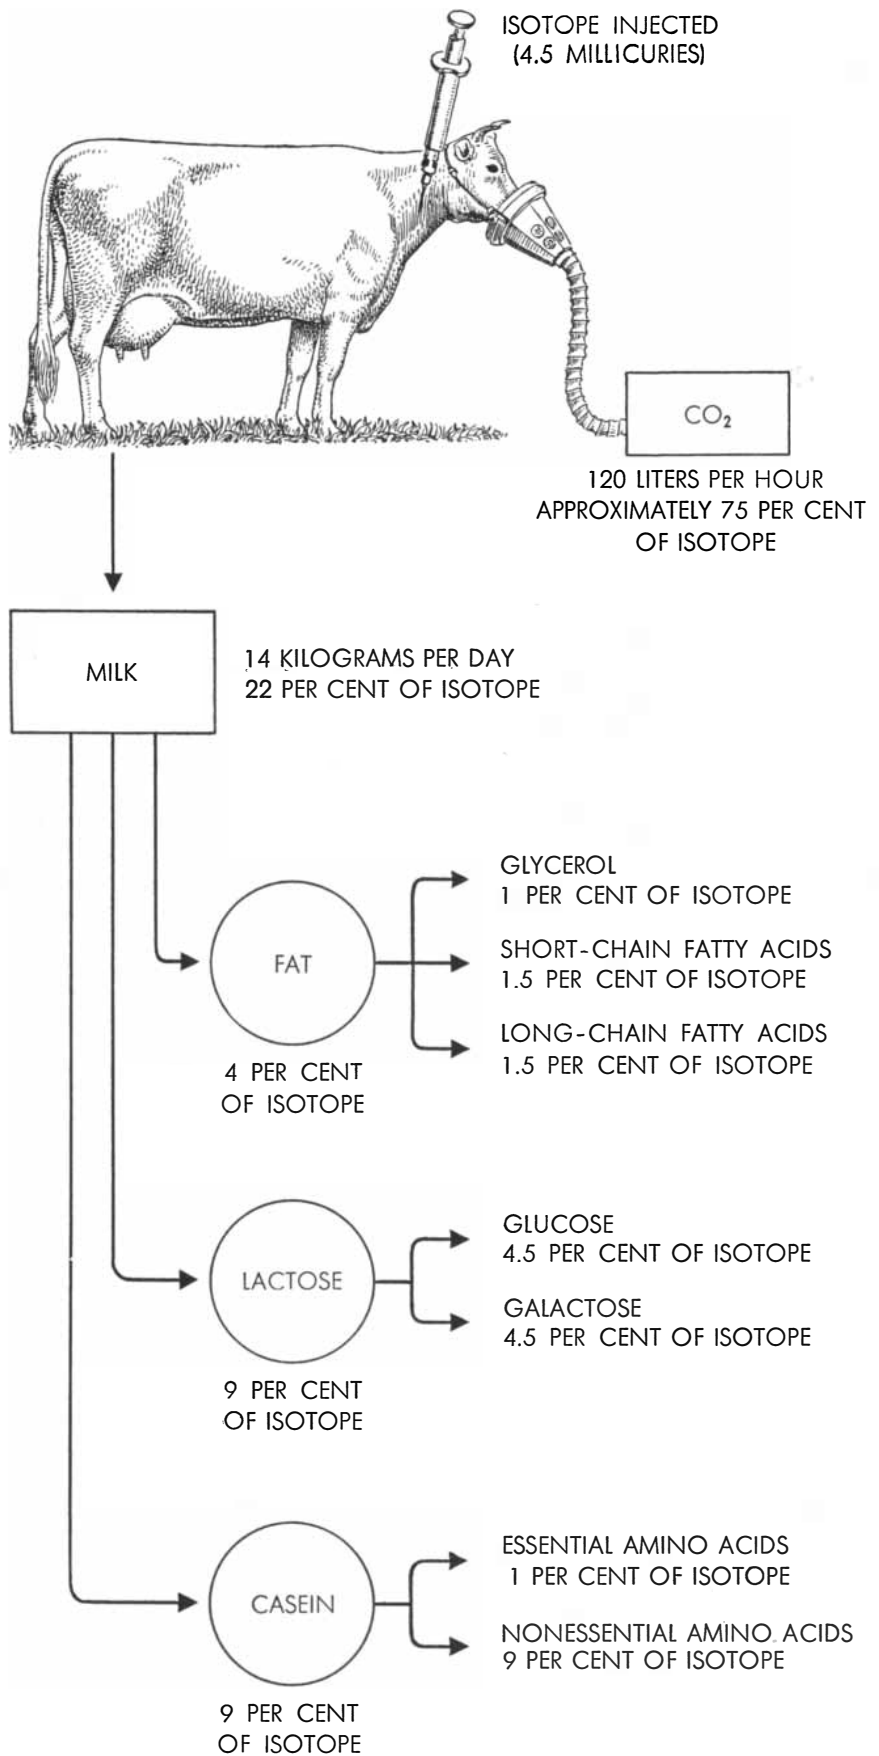 ISOTOPE INJECTED
(4.5 MILLICURIES)
CO₂
120 LITERS PER HOUR
APPROXIMATELY 75 PER CENT
OF ISOTOPE
MILK
14 KILOGRAMS PER DAY
22 PER CENT OF ISOTOPE
FAT
4 PER CENT
OF ISOTOPE
GLYCEROL
1 PER CENT OF ISOTOPE
SHORT-CHAIN FATTY ACIDS
1.5 PER CENT OF ISOTOPE
LONG-CHAIN FATTY ACIDS
1.5 PER CENT OF ISOTOPE
LACTOSE
9 PER CENT
OF ISOTOPE
GLUCOSE
4.5 PER CENT OF ISOTOPE
GALACTOSE
4.5 PER CENT OF ISOTOPE
CASEIN
9 PER CENT
OF ISOTOPE
ESSENTIAL AMINO ACIDS
1 PER CENT OF ISOTOPE
NONESSENTIAL AMINO ACIDS
9 PER CENT OF ISOTOPE